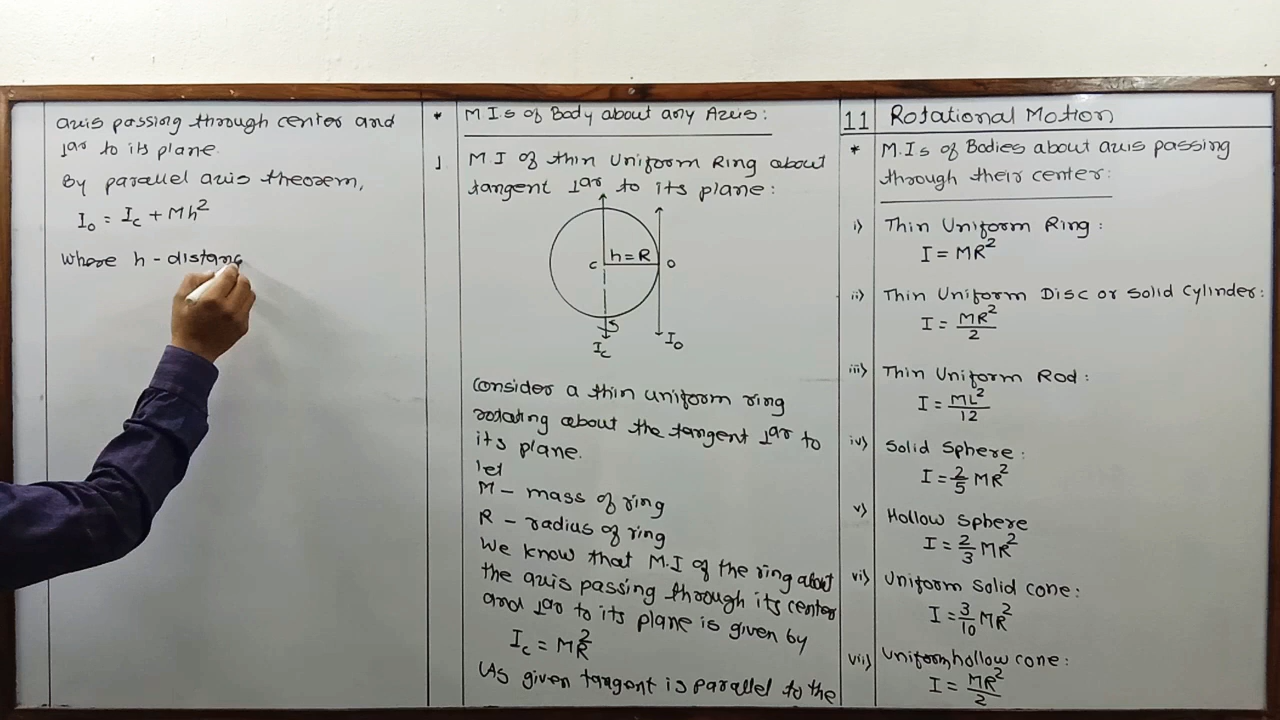 11 Rotational Motion
* M.Is of Bodies about axis passing
through their center:
i) Thin Uniform Ring:
I = MR²
ii) Thin Uniform Disc or Solid Cylinder:
I = MR²/2
iii) Thin Uniform Rod:
I = ML²/12
iv) Solid Sphere:
I = 2/5 MR²
v) Hollow Sphere
I = 2/3 MR²
vi) Uniform Solid cone:
I = 3/10 MR²
vii) Uniform hollow cone:
I = MR²/2
* M Is of Body about any Axis:
1 M.I of thin Uniform Ring about
tangent ⊥ar to its plane:
h = R
C
O
Ic
Io
Consider a thin uniform ring
rotating about the tangent ⊥ar to
its plane.
let
M – mass of ring
R – radius of ring
We know that M.I of the ring about
the axis passing through its center
and ⊥ar to its plane is given by
Ic = MR²
As given tangent is parallel to the
axis passing through center and
⊥ar to its plane.
By parallel axis theorem,
Io = Ic + Mh²
Where h - distanc